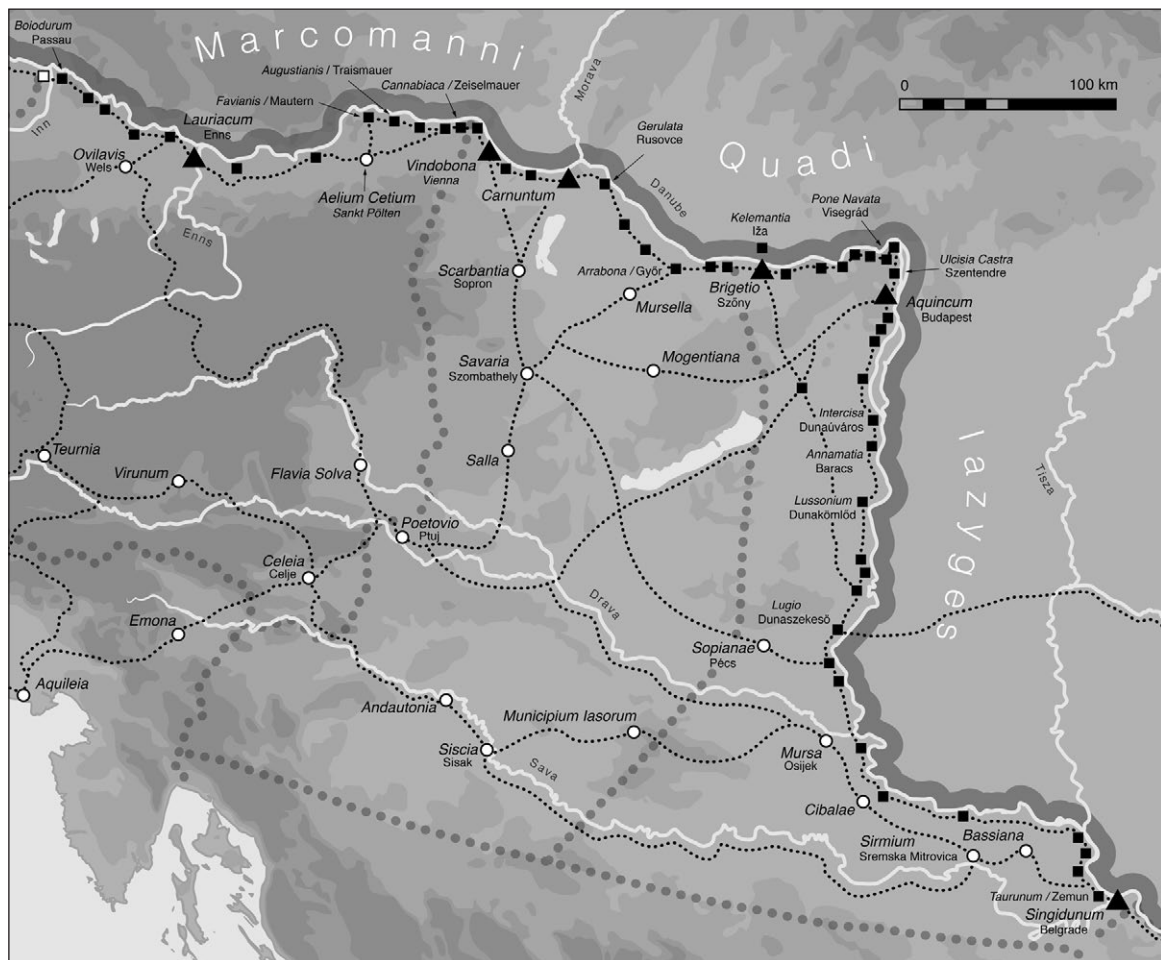 Boiodurum
Passau
Marcomanni
Augustianis / Traismauer
Cannabiaca / Zeiselmauer
Favianis / Mautern
Morava
0 100 km
Inn
Lauriacum
Enns
Ovilavis
Wels
Gerulata
Rusovce
Quadi
Vindobona
Vienna
Carnuntum
Danube
Aelium Cetium
Sankt Pölten
Pone Navata
Visegrád
Kelemantia
Iža
Enns
Ulcisia Castra
Szentendre
Scarbantia
Sopron
Arrabona / Győr
Brigetio
Szőny
Mursella
Aquincum
Budapest
Savaria
Szombathely
Mogentiana
Intercisa
Dunaúváros
Iazyges
Teurnia
Virunum
Flavia Solva
Salla
Annamatia
Baracs
Tisza
Lussonium
Dunakömlőd
Poetovio
Ptuj
Celeia
Celje
Drava
Lugio
Dunaszekeső
Emona
Sopianae
Pécs
Aquileia
Andautonia
Municipium Iasorum
Siscia
Sisak
Sava
Mursa
Osijek
Cibalae
Sirmium
Sremska Mitrovica
Bassiana
Taurunum / Zemun
Singidunum
Belgrade